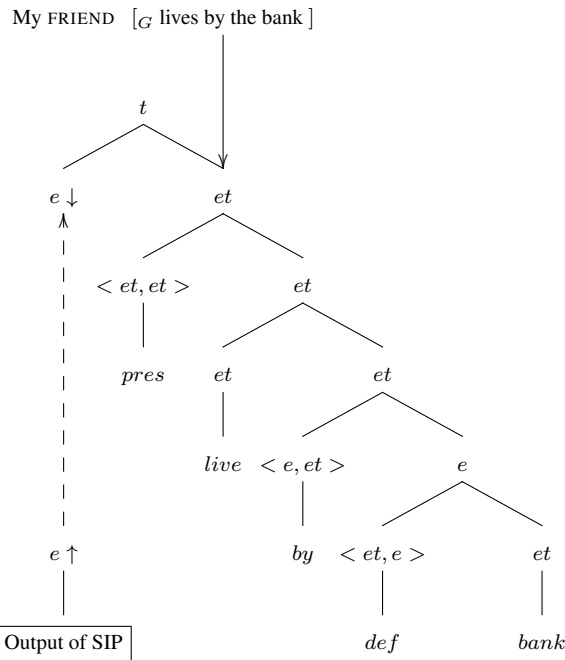 My FRIEND [G lives by the bank ]
t
e ↓ et
< et, et > et
pres et et
live < e, et > e
e ↑ by < et, e > et
Output of SIP def bank